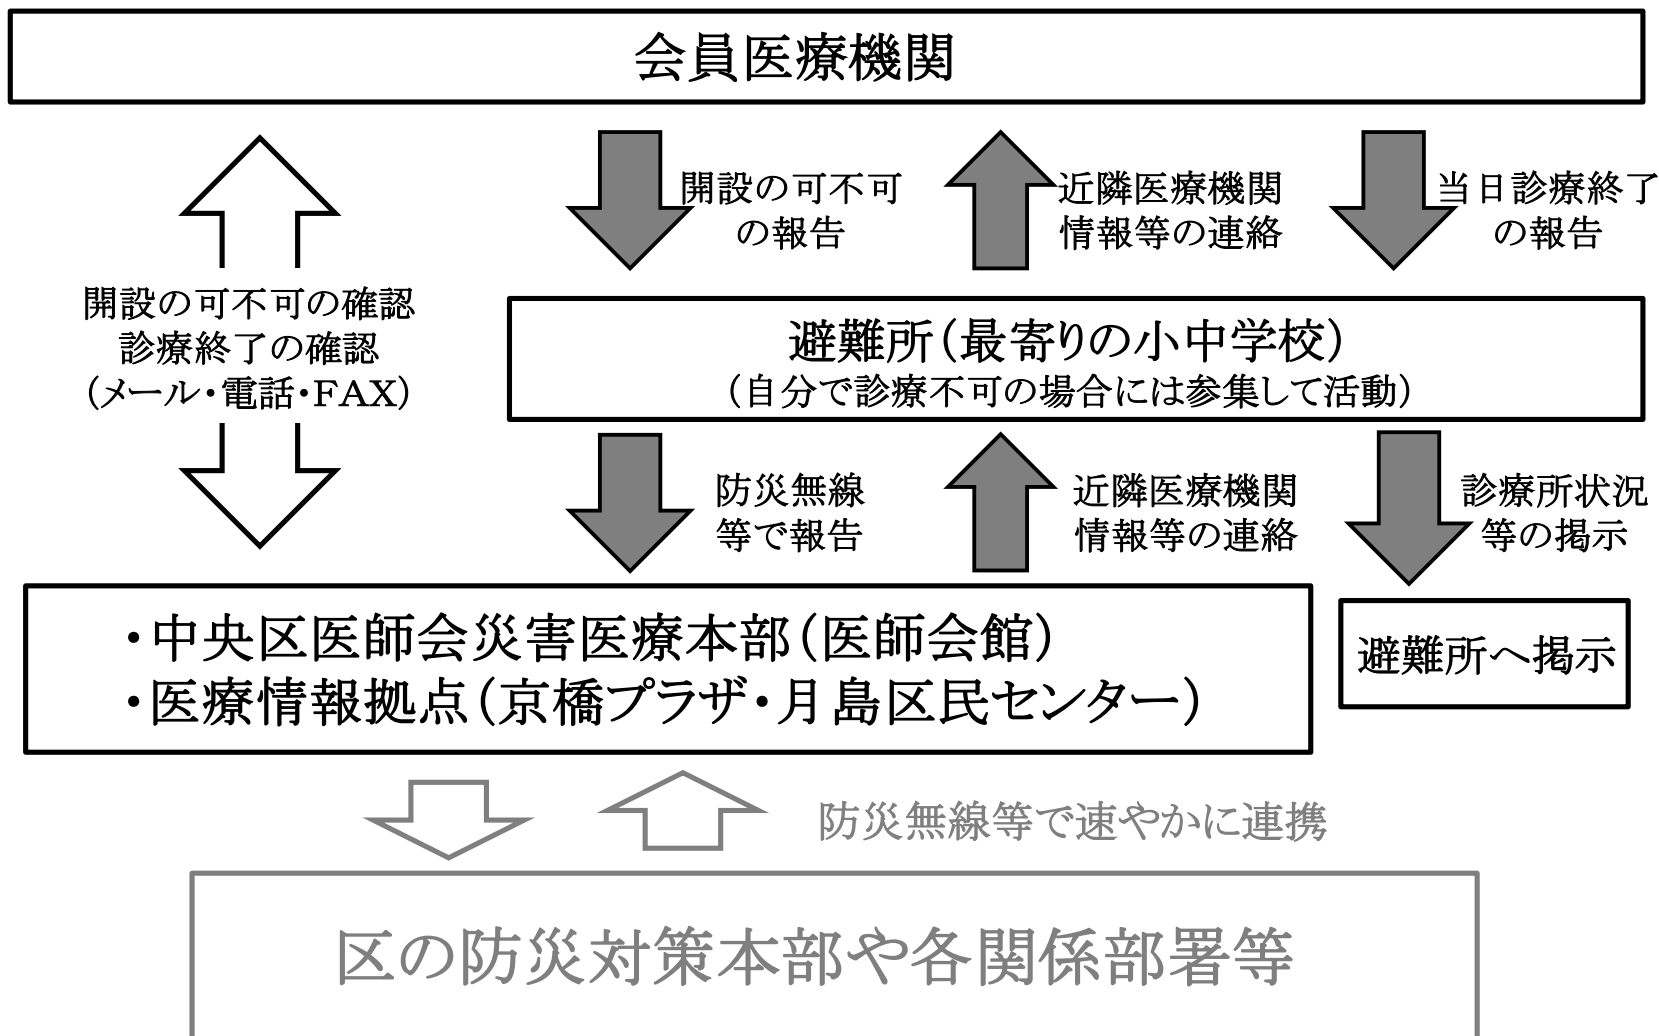 会員医療機関
開設の可不可
の報告
近隣医療機関
情報等の連絡
当日診療終了
の報告
開設の可不可の確認
診療終了の確認
（メール・電話・FAX）
避難所（最寄りの小中学校）
（自分で診療不可の場合には参集して活動）
防災無線
等で報告
近隣医療機関
情報等の連絡
診療所状況
等の掲示
・中央区医師会災害医療本部（医師会館）
・医療情報拠点（京橋プラザ・月島区民センター）
避難所へ掲示
防災無線等で速やかに連携
区の防災対策本部や各関係部署等